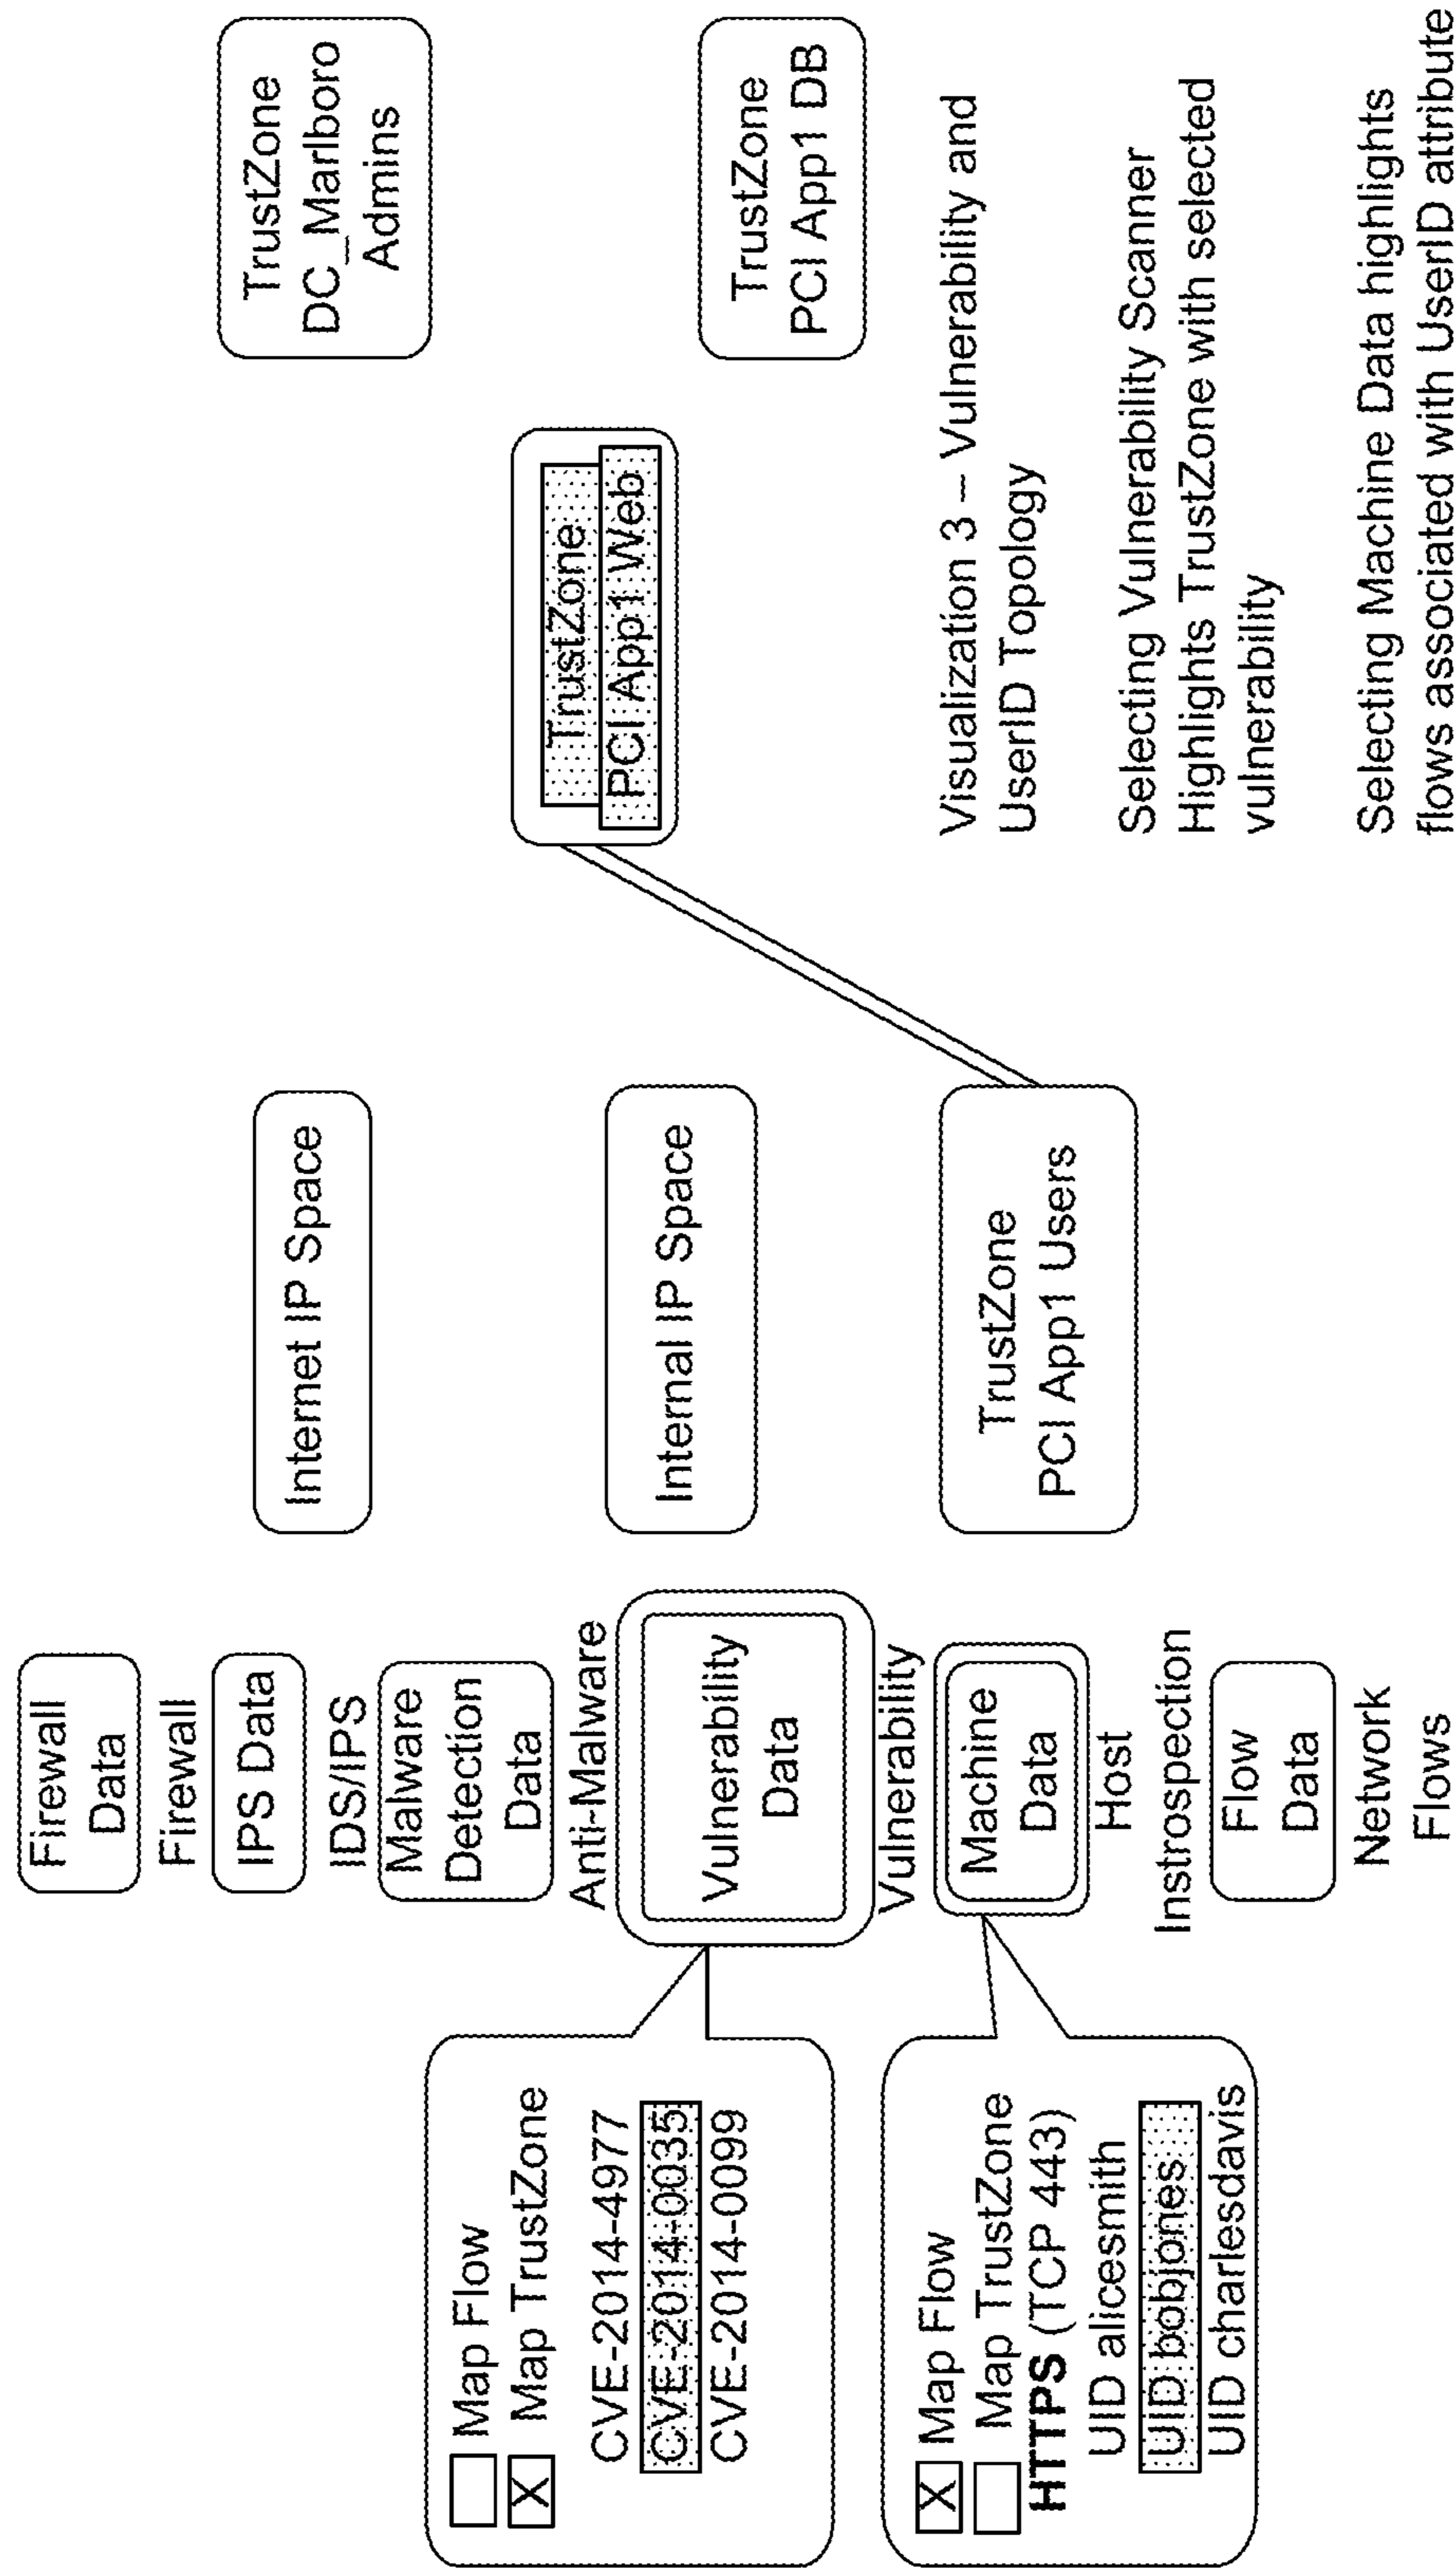 Firewall
Data
Firewall
IPS Data
IDS/IPS
Malware
Detection
Data
Anti-Malware
Vulnerability
Data
Vulnerability
Machine
Data
Host
Instrospection
Flow
Data
Network
Flows
Map Flow
X Map TrustZone
CVE-2014-4977
CVE-2014-0035
CVE-2014-0099
X Map Flow
Map TrustZone
HTTPS (TCP 443)
UID alicesmith
UID bobjones
UID charlesdavis
Internet IP Space
Internal IP Space
TrustZone
PCI App1 Users
TrustZone
PCI App1 Web
TrustZone
DC_Marlboro
Admins
TrustZone
PCI App1 DB
Visualization 3 – Vulnerability and
UserID Topology
Selecting Vulnerability Scanner
Highlights TrustZone with selected
vulnerability
Selecting Machine Data highlights
flows associated with UserID attribute